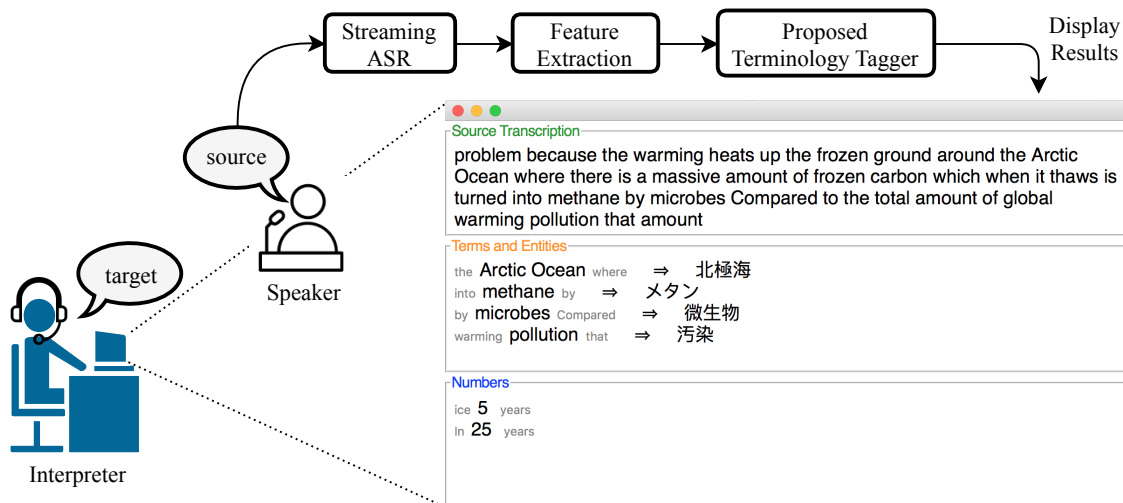 Streaming
ASR
Feature
Extraction
Proposed
Terminology Tagger
Display
Results
source
Speaker
target
Interpreter
Source Transcription
problem because the warming heats up the frozen ground around the Arctic
Ocean where there is a massive amount of frozen carbon which when it thaws is
turned into methane by microbes Compared to the total amount of global
warming pollution that amount
Terms and Entities
the Arctic Ocean where ⇒ 北極海
into methane by ⇒ メタン
by microbes Compared ⇒ 微生物
warming pollution that ⇒ 汚染
Numbers
ice 5 years
In 25 years